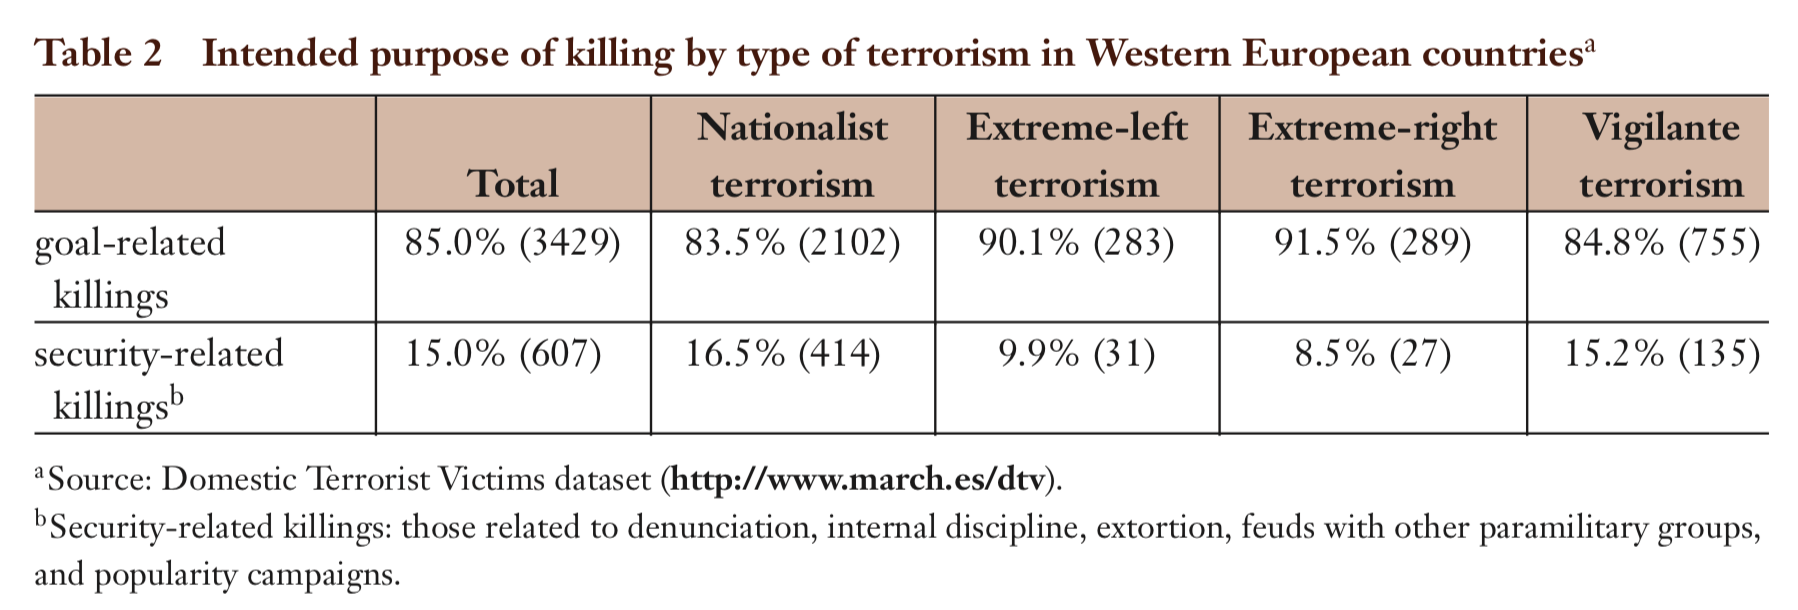 Table 2 Intended purpose of killing by type of terrorism in Western European countriesᵃ
Total Nationalist terrorism Extreme-left terrorism Extreme-right terrorism Vigilante terrorism
goal-related killings 85.0% (3429) 83.5% (2102) 90.1% (283) 91.5% (289) 84.8% (755)
security-related killingsᵇ 15.0% (607) 16.5% (414) 9.9% (31) 8.5% (27) 15.2% (135)
ᵃSource: Domestic Terrorist Victims dataset (http://www.march.es/dtv).
ᵇSecurity-related killings: those related to denunciation, internal discipline, extortion, feuds with other paramilitary groups,
and popularity campaigns.